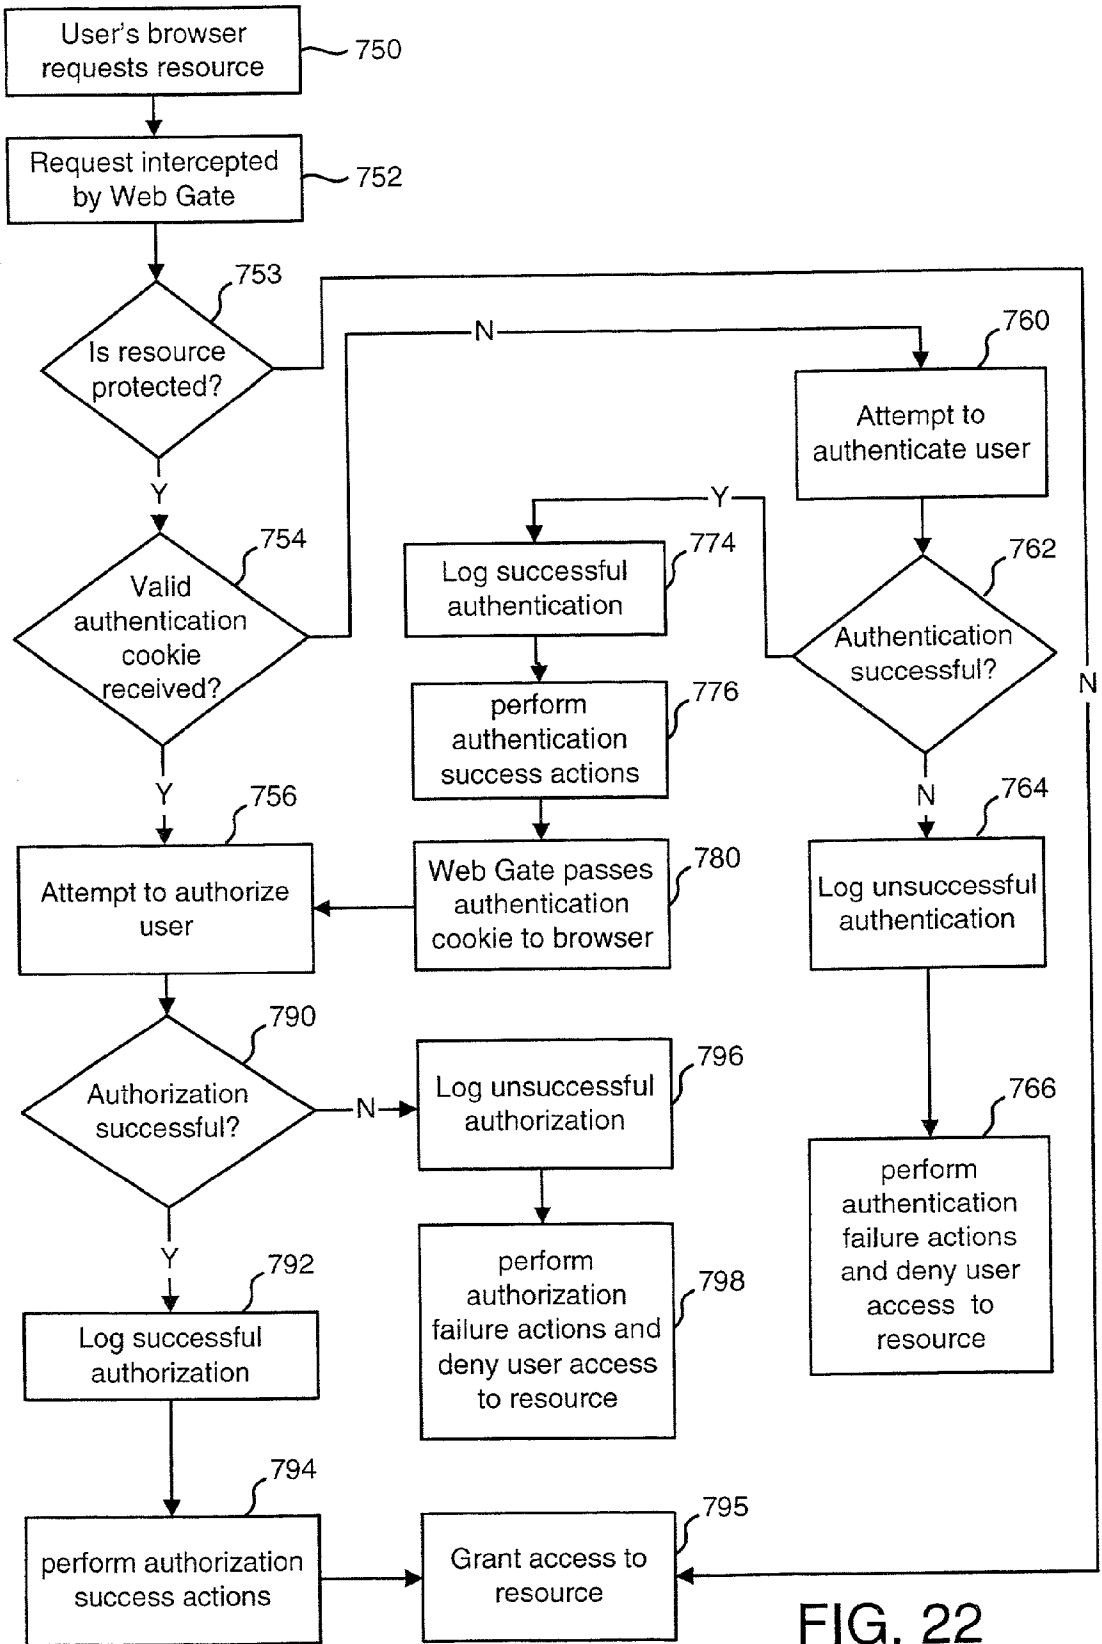 User's browser
requests resource
750
Request intercepted
by Web Gate
752
753
Is resource
protected?
N
760
Attempt to
authenticate user
Y
Y
754
Valid
authentication
cookie
received?
774
Log successful
authentication
762
Authentication
successful?
N
776
perform
authentication
success actions
Y
756
Attempt to authorize
user
780
Web Gate passes
authentication
cookie to browser
N
764
Log unsuccessful
authentication
790
Authorization
successful?
N
796
Log unsuccessful
authorization
766
perform
authentication
failure actions
and deny user
access to
resource
Y
792
Log successful
authorization
798
perform
authorization
failure actions and
deny user access
to resource
794
perform authorization
success actions
795
Grant access to
resource
FIG. 22